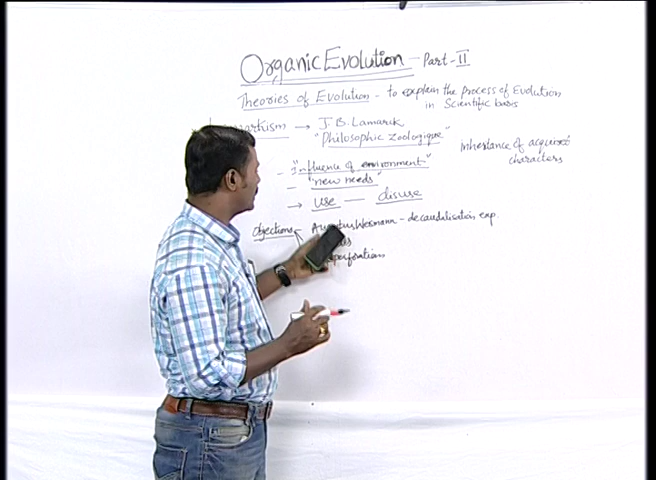 Organic Evolution - Part - II
Theories of Evolution - to explain the process of Evolution
in Scientific basis
→ J.B. Lamarck
"Philosophic Zoologique"
inheritance of acquired
characters
- "Influence of environment"
- "new needs"
→ use — disuse
Objections - Weismann - decaudalisation exp.